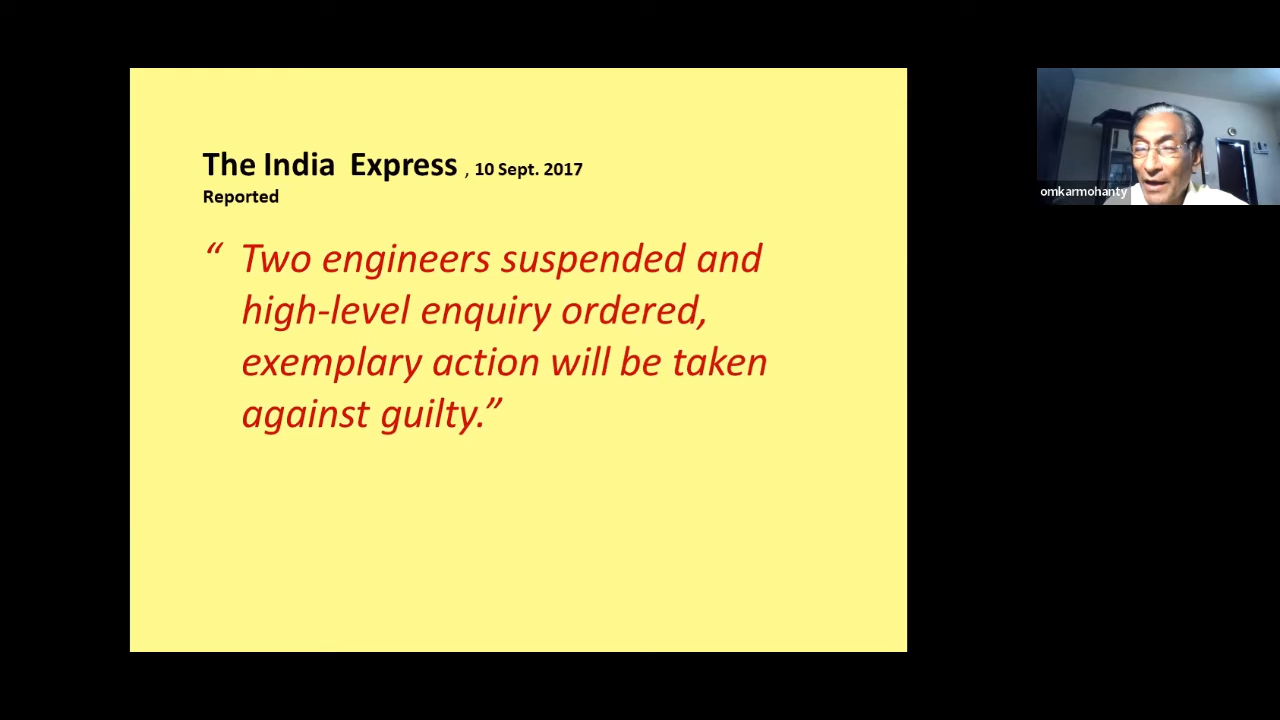 The India Express , 10 Sept. 2017
Reported
“ Two engineers suspended and
high-level enquiry ordered,
exemplary action will be taken
against guilty.”
omkarmohanty